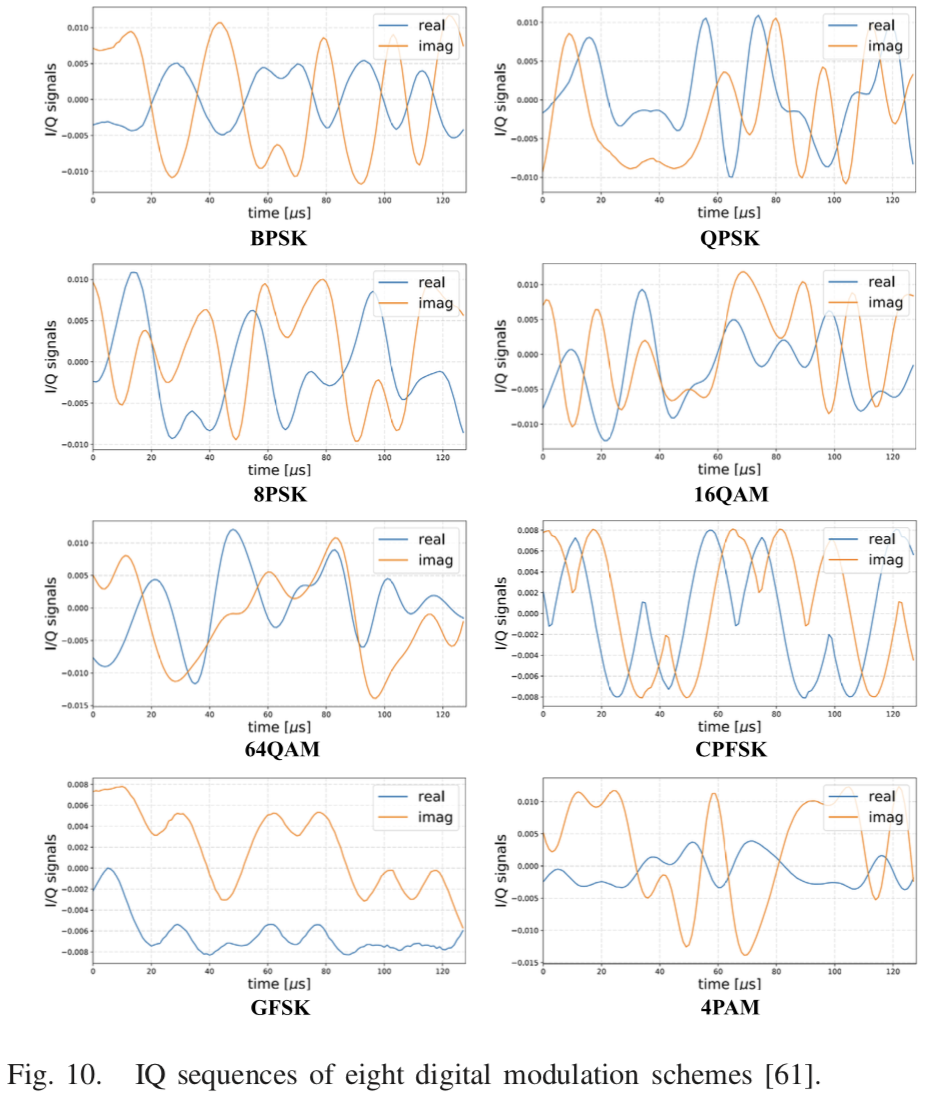 0.010
0.005
0.000
−0.005
−0.010
I/Q signals
real
imag
0 20 40 60 80 100 120
time [μs]
BPSK
0.010
0.005
0.000
−0.005
−0.010
I/Q signals
real
imag
0 20 40 60 80 100 120
time [μs]
QPSK
0.010
0.005
0.000
−0.005
−0.010
I/Q signals
real
imag
0 20 40 60 80 100 120
time [μs]
8PSK
0.010
0.005
0.000
−0.005
−0.010
I/Q signals
real
imag
0 20 40 60 80 100 120
time [μs]
16QAM
0.010
0.005
0.000
−0.005
−0.010
−0.015
I/Q signals
real
imag
0 20 40 60 80 100 120
time [μs]
64QAM
0.008
0.006
0.004
0.002
0.000
−0.002
−0.004
−0.006
−0.008
I/Q signals
real
imag
0 20 40 60 80 100 120
time [μs]
CPFSK
0.008
0.006
0.004
0.002
0.000
−0.002
−0.004
−0.006
−0.008
I/Q signals
real
imag
0 20 40 60 80 100 120
time [μs]
GFSK
0.010
0.005
0.000
−0.005
−0.010
−0.015
I/Q signals
real
imag
0 20 40 60 80 100 120
time [μs]
4PAM
Fig. 10. IQ sequences of eight digital modulation schemes [61].